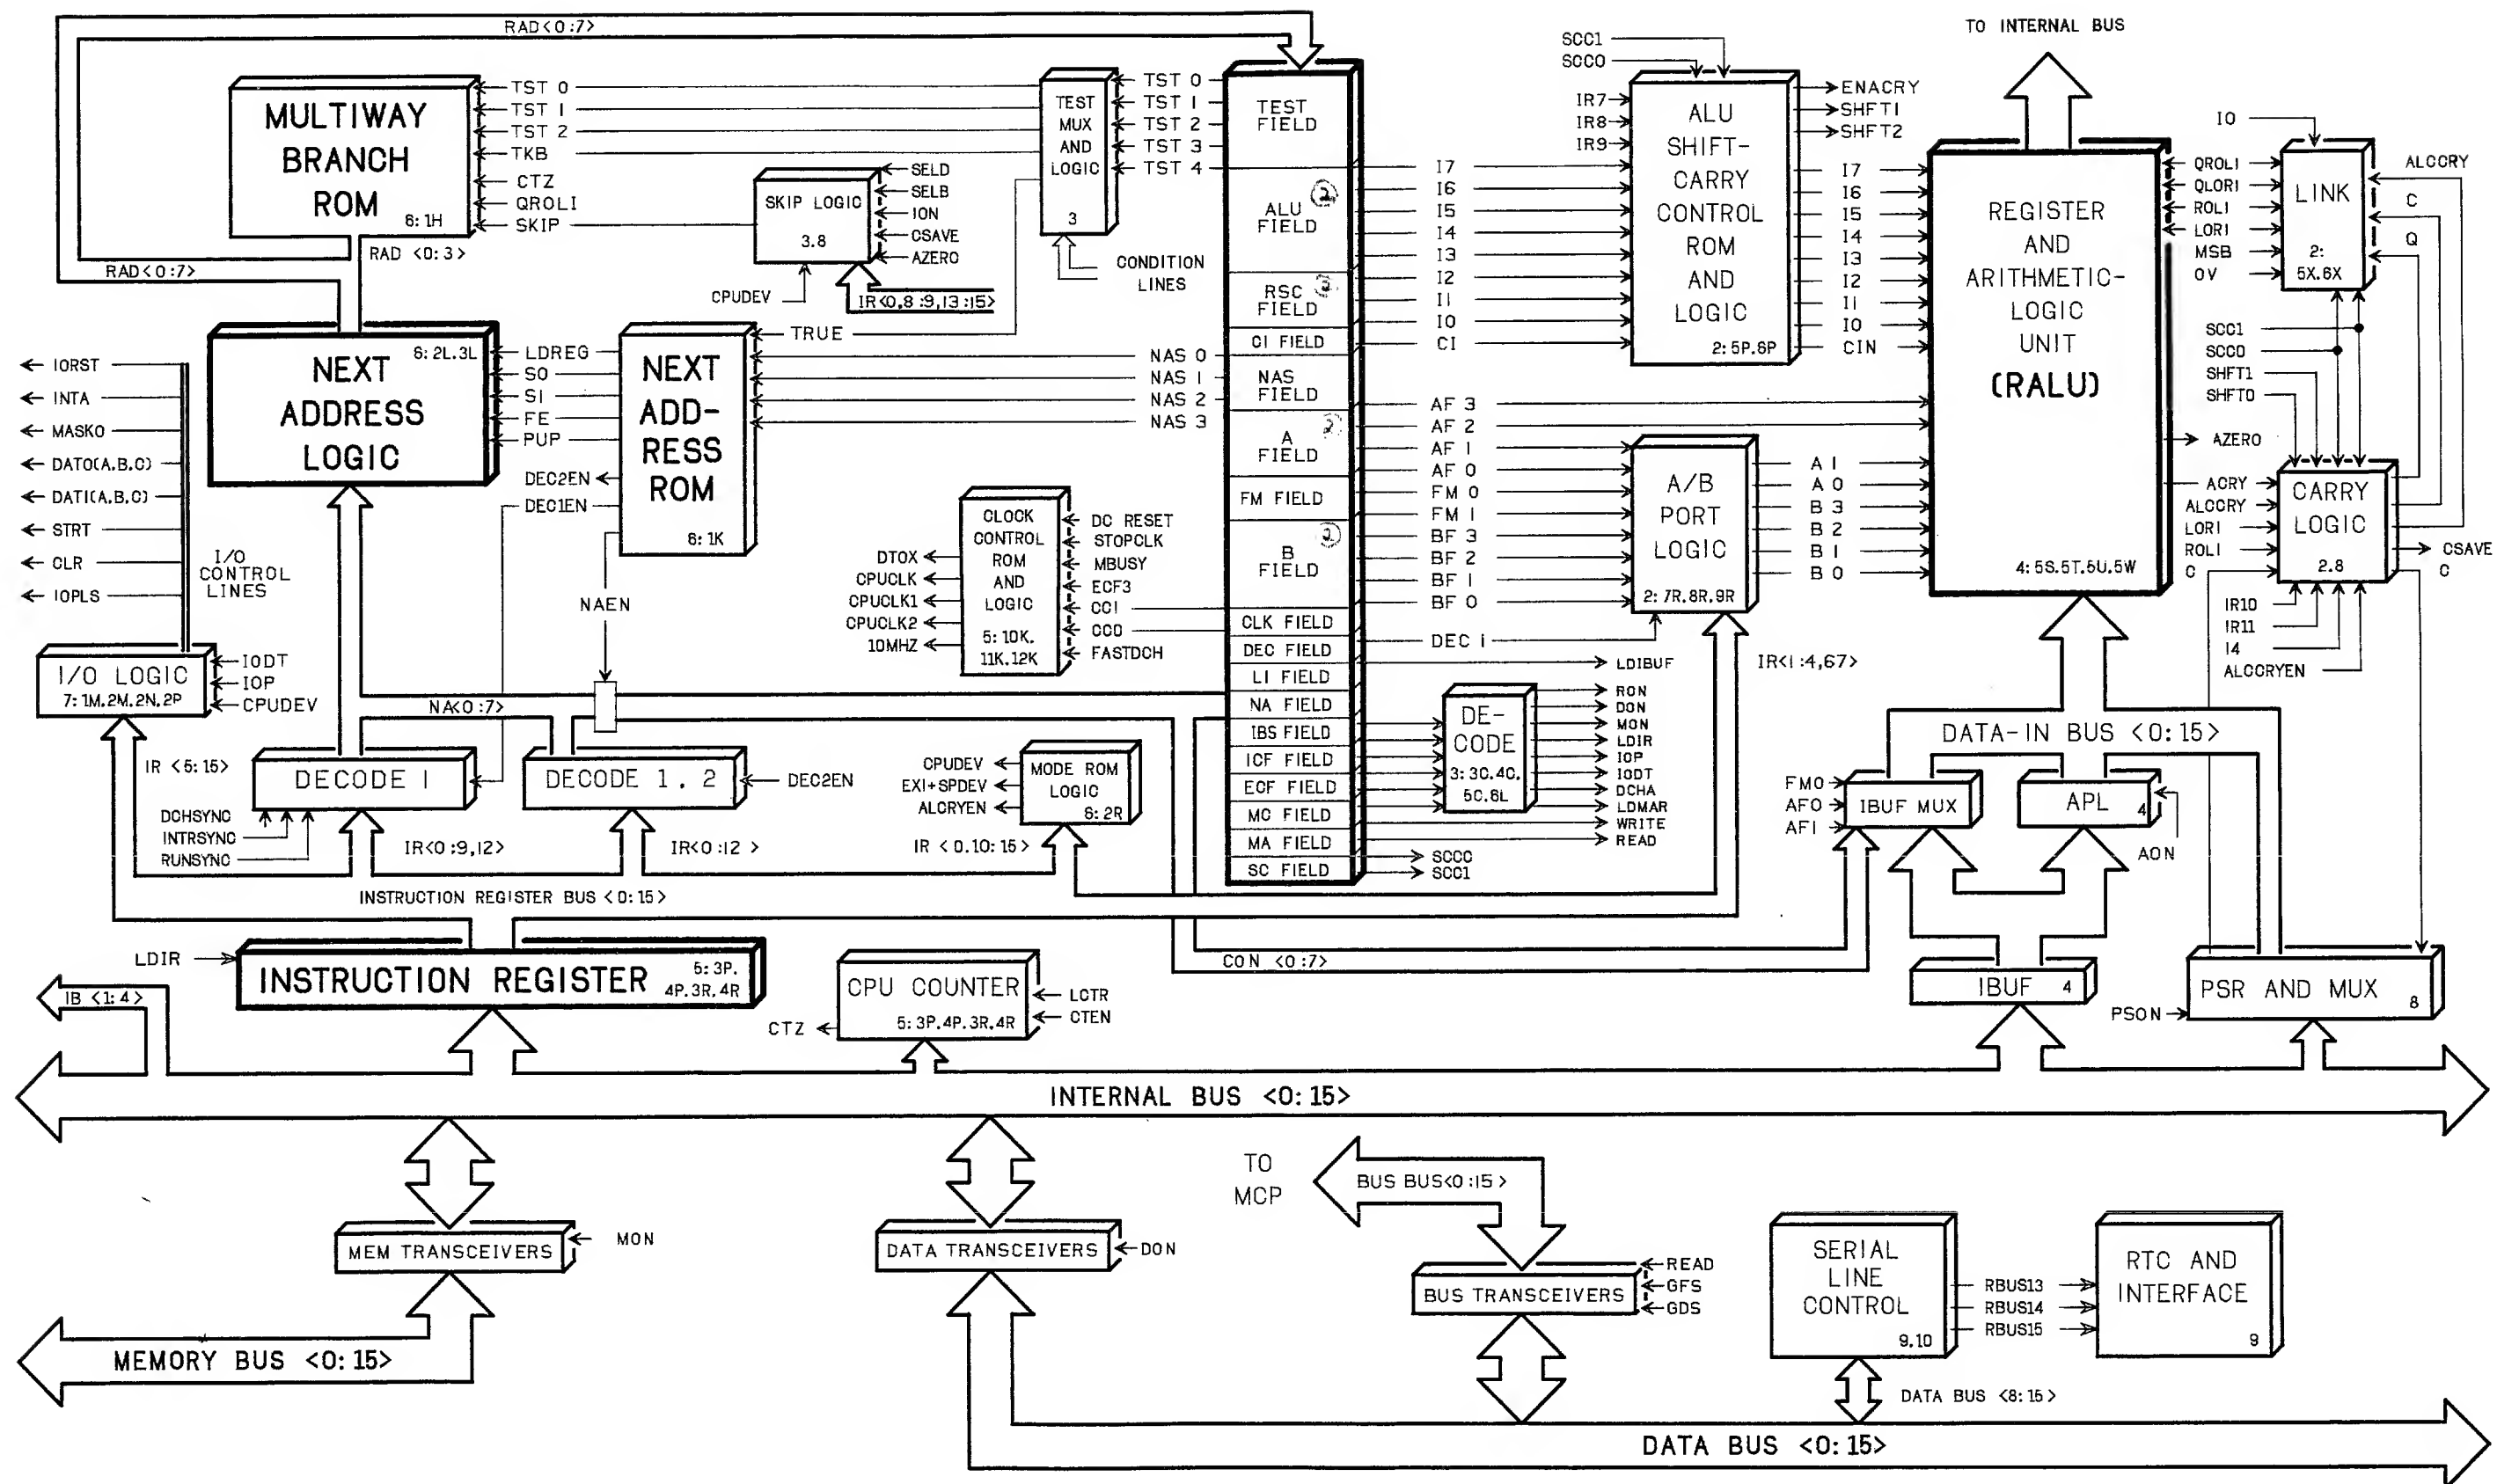 RAD<0:7>
MULTIWAY
BRANCH
ROM
6:1H
TST 0
TST 1
TST 2
TKB
CTZ
QROLI
SKIP
RAD <0:3>
RAD<0:7>
SKIP LOGIC
3.8
SELD
SELB
ION
CSAVE
AZERO
CPUDEV
IR<0,8:9,13:15>
TEST
MUX
AND
LOGIC
3
CONDITION
LINES
TST 0
TST 1
TST 2
TST 3
TST 4
TEST
FIELD
ALU
FIELD
2
RSC
FIELD
CI FIELD
NAS
FIELD
A
FIELD
2
FM FIELD
B
FIELD
CLK FIELD
DEC FIELD
LI FIELD
NA FIELD
IBS FIELD
ICF FIELD
ECF FIELD
MC FIELD
MA FIELD
SC FIELD
NEXT
ADDRESS
LOGIC
6:2L.3L
LDREG
S0
S1
FE
PUP
DEC2EN
DEC1EN
NEXT
ADD-
RESS
ROM
6:1K
TRUE
NAS 0
NAS 1
NAS 2
NAS 3
NAEN
IORST
INTA
MASKO
DATO(A.B.C)
DATI(A.B.C)
STRT
CLR
IOPLS
I/O
CONTROL
LINES
I/O LOGIC
7:1M.2M.2N.2P
IODT
IOP
CPUDEV
CLOCK
CONTROL
ROM
AND
LOGIC
5:10K.
11K.12K
DTOX
CPUCLK
CPUCLK1
CPUCLK2
10MHZ
DC RESET
STOPCLK
MBUSY
ECF3
CC1
CC0
FASTDCH
NA<0:7>
IR <5:15>
DECODE 1
DECODE 1.2
DEC2EN
DCHSYNC
INTRSYNC
RUNSYNC
IR<0:9,12>
IR<0:12 >
CPUDEV
EXI+SPDEV
ALCRYEN
MODE ROM
LOGIC
6:2R
IR <0.10:15>
INSTRUCTION REGISTER BUS <0:15>
SCC1
SCC0
IR7
IR8
IR9
I7
I6
I5
I4
I3
I2
I1
I0
CI
ALU
SHIFT-
CARRY
CONTROL
ROM
AND
LOGIC
2:5P.6P
ENACRY
SHFT1
SHFT2
I7
I6
I5
I4
I3
I2
I1
I0
CIN
AF 3
AF 2
AF 1
AF 0
FM 0
FM 1
BF 3
BF 2
BF 1
BF 0
DEC 1
A/B
PORT
LOGIC
2:7R.8R.9R
A 1
A 0
B 3
B 2
B 1
B 0
IR<1:4,67>
LDIBUF
DE-
CODE
3:3C.4C.
5C.6L
RON
DON
MON
LDIR
IOP
IODT
DCHA
LDMAR
WRITE
READ
SCC0
SCC1
TO INTERNAL BUS
REGISTER
AND
ARITHMETIC-
LOGIC
UNIT
(RALU)
4:5S.5T.5U.5W
I0
QROLI
QLORI
ROLI
LORI
MSB
OV
LINK
2:
5X.6X
ALCCRY
C
Q
SCC1
SCC0
SHFT1
SHFT0
AZERO
ACRY
ALCCRY
LORI
ROLI
C
CARRY
LOGIC
2.8
CSAVE
C
IR10
IR11
I4
ALCCRYEN
DATA-IN BUS <0:15>
FM0
AF0
AF1
IBUF MUX
APL
4
AON
CON <0:7>
IBUF 4
PSON
PSR AND MUX
8
LDIR
INSTRUCTION REGISTER
5:3P.
4P.3R.4R
IB <1:4>
CPU COUNTER
5:3P.4P.3R.4R
LCTR
CTEN
CTZ
INTERNAL BUS <0:15>
MEM TRANSCEIVERS
MON
MEMORY BUS <0:15>
DATA TRANSCEIVERS
DON
TO
MCP
BUS BUS<0:15>
BUS TRANSCEIVERS
READ
GFS
GDS
SERIAL
LINE
CONTROL
9.10
RBUS13
RBUS14
RBUS15
RTC AND
INTERFACE
9
DATA BUS <8:15>
DATA BUS <0:15>